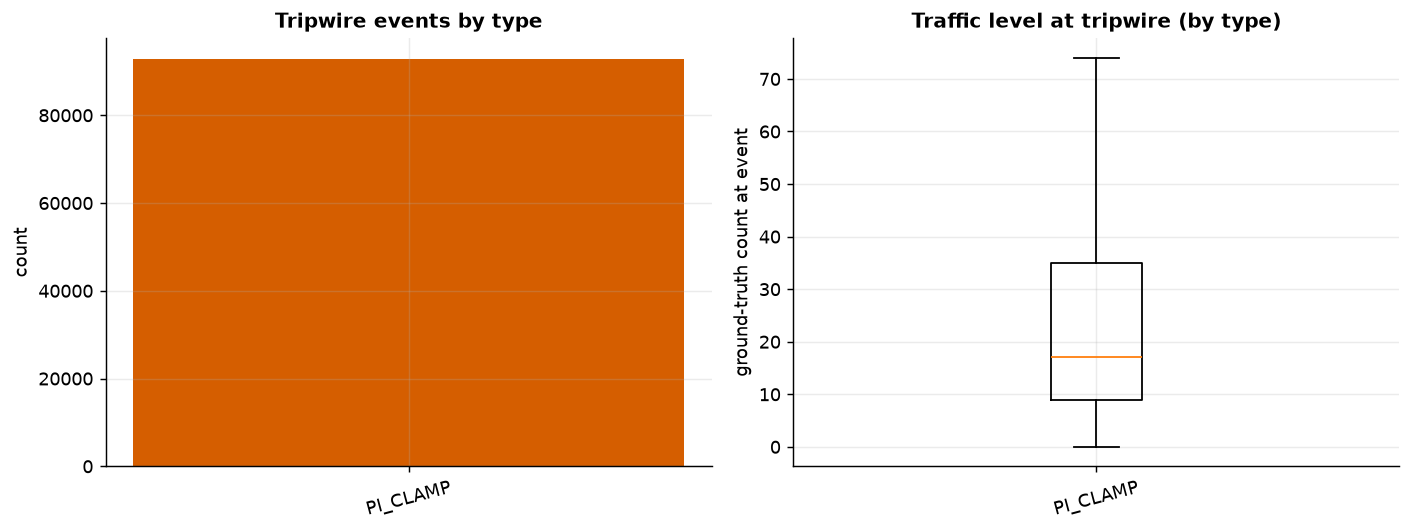 Tripwire events by type
count
80000
60000
40000
20000
0
PI_CLAMP
Traffic level at tripwire (by type)
ground-truth count at event
70
60
50
40
30
20
10
0
PI_CLAMP